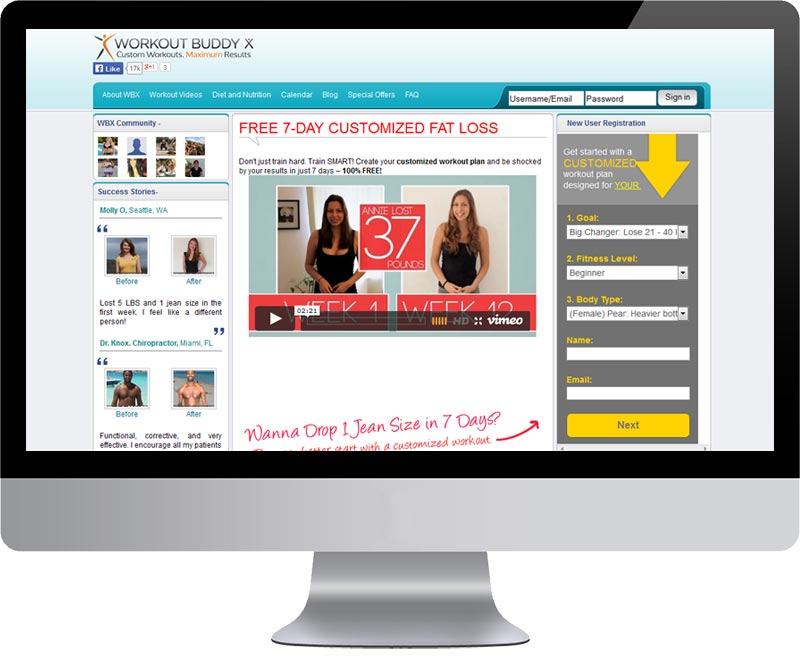 WORKOUT BUDDY X
Custom Workouts. Maximum Results
Like
17k
g+1
3
About WBX
Workout Videos
Diet and Nutrition
Calendar
Blog
Special Offers
FAQ
Username/Email
Password
Sign in
WBX Community -
Success Stories-
Molly O, Seattle, WA
Before
After
Lost 5 LBS and 1 jean size in
the first week. I feel like a different
person!
Dr. Knox. Chiropractor, Miami, FL
Before
After
Functional, corrective, and very
effective. I encourage all my patients
FREE 7-DAY CUSTOMIZED FAT LOSS
Don't just train hard. Train SMART! Create your customized workout plan and be shocked
by your results in just 7 days – 100% FREE!
ANNIE LOST
37
POUNDS
WEEK 1
WEEK 12
02:21
HD
vimeo
Wanna Drop 1 Jean Size in 7 Days?
better start with a customized workout
New User Registration
Get started with a
CUSTOMIZED
workout plan
designed for YOUR
1. Goal:
Big Changer: Lose 21 - 40 l
2. Fitness Level:
Beginner
3. Body Type:
(Female) Pear: Heavier bott
Name:
Email:
Next